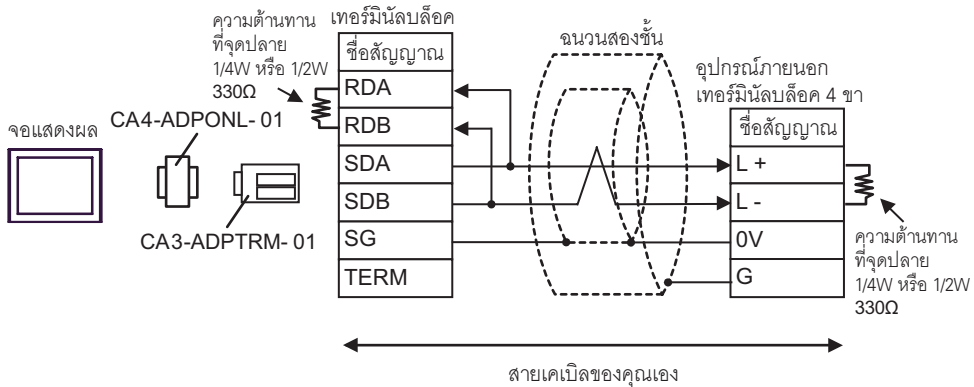 ความต้านทาน
ที่จุดปลาย
1/4W หรือ 1/2W
330Ω
เทอร์มินัลบล็อค
ชื่อสัญญาณ
RDA
RDB
SDA
SDB
SG
TERM
จอแสดงผล
CA4-ADPONL-01
CA3-ADPTRM-01
ฉนวนสองชั้น
อุปกรณ์ภายนอก
เทอร์มินัลบล็อค 4 ขา
ชื่อสัญญาณ
L +
L -
0V
G
ความต้านทาน
ที่จุดปลาย
1/4W หรือ 1/2W
330Ω
สายเคเบิลของคุณเอง